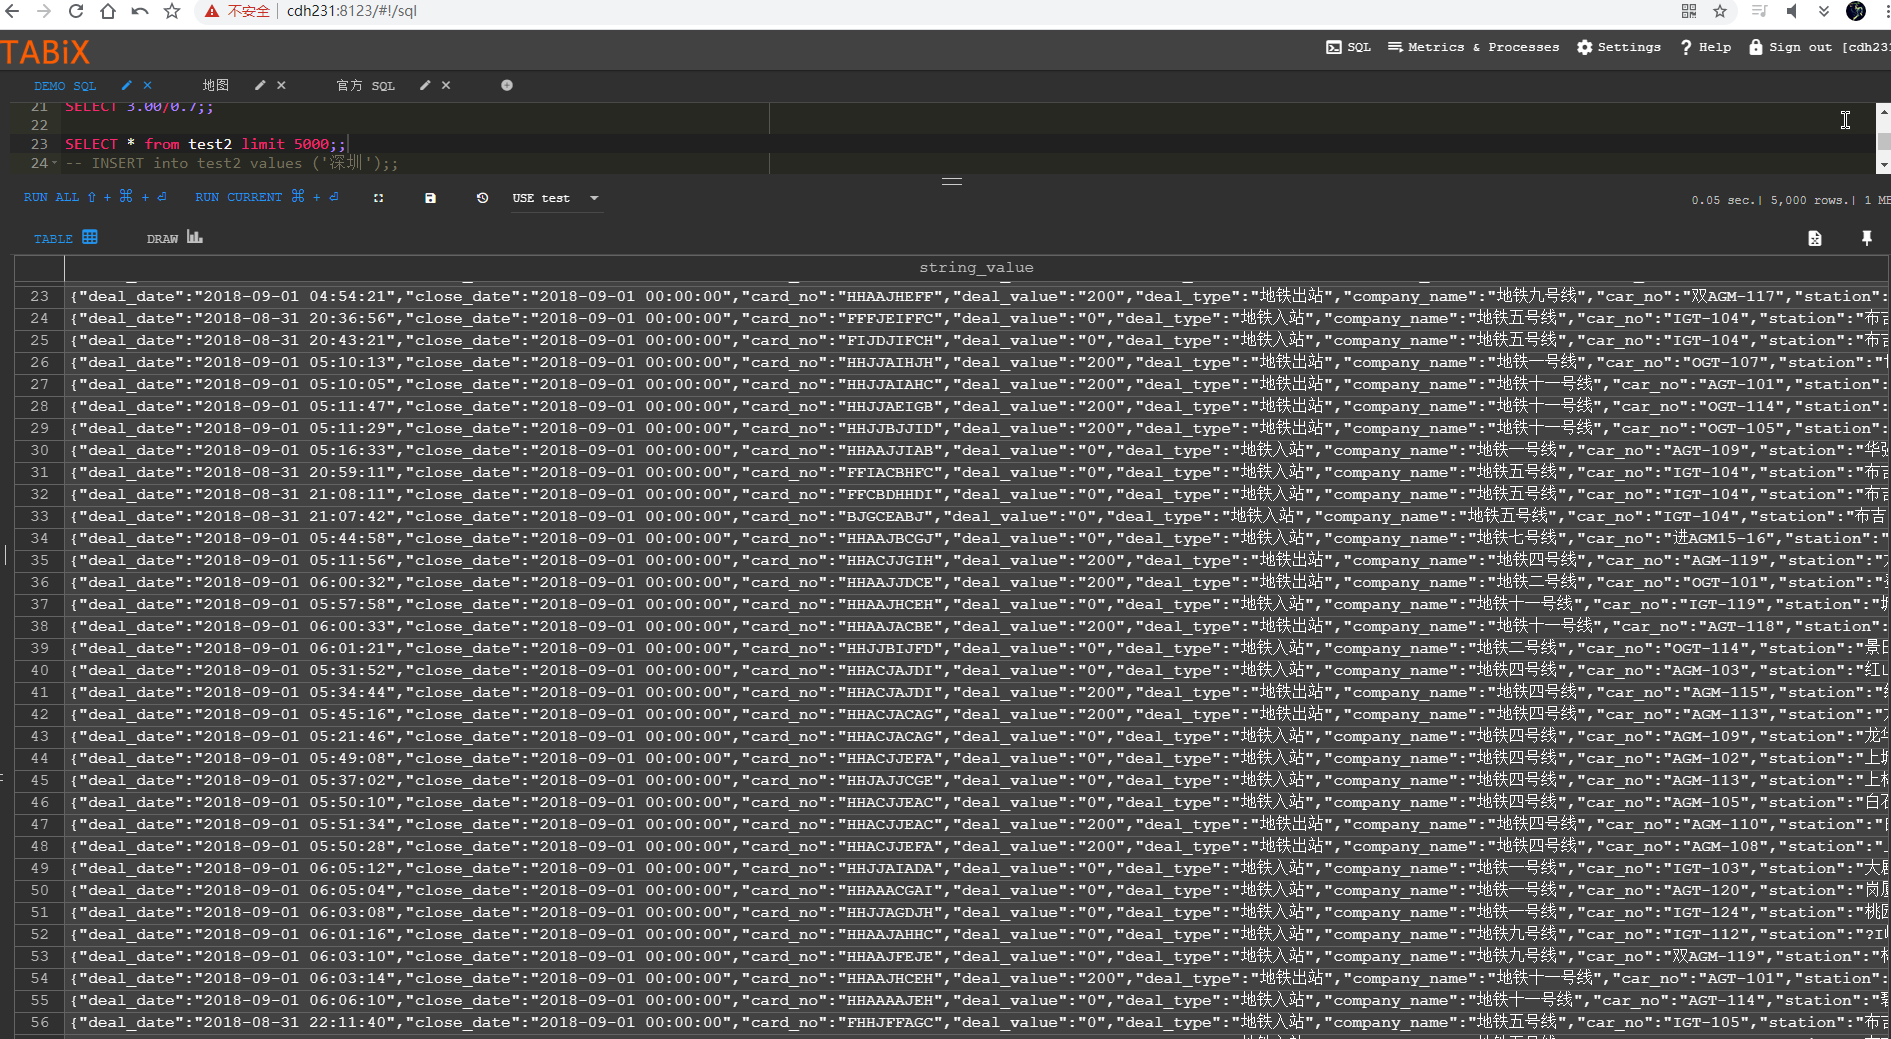 不安全 cdh231:8123/#!/sql
TABiX
SQL Metrics & Processes Settings ? Help Sign out [cdh231
DEMO SQL 地图 官方 SQL
21 SELECT 3.00/0.7;;
22
23 SELECT * from test2 limit 5000;;
24 -- INSERT into test2 values ('深圳');;
RUN ALL ⇧ + ⌘ + ⏎ RUN CURRENT ⌘ + ⏎ USE test 0.05 sec.| 5,000 rows.| 1 MB
TABLE DRAW
string_value
23 {"deal_date":"2018-09-01 04:54:21","close_date":"2018-09-01 00:00:00","card_no":"HHAAJHEFF","deal_value":"200","deal_type":"地铁出站","company_name":"地铁九号线","car_no":"双AGM-117","station":
24 {"deal_date":"2018-08-31 20:36:56","close_date":"2018-09-01 00:00:00","card_no":"FFFJEIFFC","deal_value":"0","deal_type":"地铁入站","company_name":"地铁五号线","car_no":"IGT-104","station":"布吉
25 {"deal_date":"2018-08-31 20:43:21","close_date":"2018-09-01 00:00:00","card_no":"FIJDJIFCH","deal_value":"0","deal_type":"地铁入站","company_name":"地铁五号线","car_no":"IGT-104","station":"布吉
26 {"deal_date":"2018-09-01 05:10:13","close_date":"2018-09-01 00:00:00","card_no":"HHJJAIHJH","deal_value":"200","deal_type":"地铁出站","company_name":"地铁一号线","car_no":"OGT-107","station":"
27 {"deal_date":"2018-09-01 05:10:05","close_date":"2018-09-01 00:00:00","card_no":"HHJJAIAHC","deal_value":"200","deal_type":"地铁出站","company_name":"地铁十一号线","car_no":"AGT-101","station":
28 {"deal_date":"2018-09-01 05:11:47","close_date":"2018-09-01 00:00:00","card_no":"HHJJAEIGB","deal_value":"200","deal_type":"地铁出站","company_name":"地铁十一号线","car_no":"OGT-114","station":
29 {"deal_date":"2018-09-01 05:11:29","close_date":"2018-09-01 00:00:00","card_no":"HHJJBJJID","deal_value":"200","deal_type":"地铁出站","company_name":"地铁十一号线","car_no":"OGT-105","station":
30 {"deal_date":"2018-09-01 05:16:33","close_date":"2018-09-01 00:00:00","card_no":"HHAAJJIAB","deal_value":"0","deal_type":"地铁入站","company_name":"地铁一号线","car_no":"AGT-109","station":"华强
31 {"deal_date":"2018-08-31 20:59:11","close_date":"2018-09-01 00:00:00","card_no":"FFIACBHFC","deal_value":"0","deal_type":"地铁入站","company_name":"地铁五号线","car_no":"IGT-104","station":"布吉
32 {"deal_date":"2018-08-31 21:08:11","close_date":"2018-09-01 00:00:00","card_no":"FFCBDHHDI","deal_value":"0","deal_type":"地铁入站","company_name":"地铁五号线","car_no":"IGT-104","station":"布吉
33 {"deal_date":"2018-08-31 21:07:42","close_date":"2018-09-01 00:00:00","card_no":"BJGCEABJ","deal_value":"0","deal_type":"地铁入站","company_name":"地铁五号线","car_no":"IGT-104","station":"布吉
34 {"deal_date":"2018-09-01 05:44:58","close_date":"2018-09-01 00:00:00","card_no":"HHAAJBCGJ","deal_value":"0","deal_type":"地铁入站","company_name":"地铁七号线","car_no":"进AGM15-16","station":"
35 {"deal_date":"2018-09-01 05:11:56","close_date":"2018-09-01 00:00:00","card_no":"HHACJJGIH","deal_value":"200","deal_type":"地铁出站","company_name":"地铁四号线","car_no":"AGM-119","station":"
36 {"deal_date":"2018-09-01 06:00:32","close_date":"2018-09-01 00:00:00","card_no":"HHAAJJDCE","deal_value":"200","deal_type":"地铁出站","company_name":"地铁二号线","car_no":"OGT-101","station":"
37 {"deal_date":"2018-09-01 05:57:58","close_date":"2018-09-01 00:00:00","card_no":"HHAAJHCEH","deal_value":"0","deal_type":"地铁入站","company_name":"地铁十一号线","car_no":"IGT-119","station":"
38 {"deal_date":"2018-09-01 06:00:33","close_date":"2018-09-01 00:00:00","card_no":"HHAAJACBE","deal_value":"200","deal_type":"地铁出站","company_name":"地铁十一号线","car_no":"AGT-118","station":
39 {"deal_date":"2018-09-01 06:01:21","close_date":"2018-09-01 00:00:00","card_no":"HHJJBIJFD","deal_value":"0","deal_type":"地铁入站","company_name":"地铁二号线","car_no":"OGT-114","station":"景田
40 {"deal_date":"2018-09-01 05:31:52","close_date":"2018-09-01 00:00:00","card_no":"HHACJAJDI","deal_value":"0","deal_type":"地铁入站","company_name":"地铁四号线","car_no":"AGM-103","station":"红山
41 {"deal_date":"2018-09-01 05:34:44","close_date":"2018-09-01 00:00:00","card_no":"HHACJAJDI","deal_value":"200","deal_type":"地铁出站","company_name":"地铁四号线","car_no":"AGM-115","station":"
42 {"deal_date":"2018-09-01 05:45:16","close_date":"2018-09-01 00:00:00","card_no":"HHACJACAG","deal_value":"200","deal_type":"地铁出站","company_name":"地铁四号线","car_no":"AGM-113","station":"
43 {"deal_date":"2018-09-01 05:21:46","close_date":"2018-09-01 00:00:00","card_no":"HHACJACAG","deal_value":"0","deal_type":"地铁入站","company_name":"地铁四号线","car_no":"AGM-109","station":"龙华
44 {"deal_date":"2018-09-01 05:49:08","close_date":"2018-09-01 00:00:00","card_no":"HHACJJEFA","deal_value":"0","deal_type":"地铁入站","company_name":"地铁四号线","car_no":"AGM-102","station":"上塘
45 {"deal_date":"2018-09-01 05:37:02","close_date":"2018-09-01 00:00:00","card_no":"HHJAJJCGE","deal_value":"0","deal_type":"地铁入站","company_name":"地铁四号线","car_no":"AGM-113","station":"上梅
46 {"deal_date":"2018-09-01 05:50:10","close_date":"2018-09-01 00:00:00","card_no":"HHACJJEAC","deal_value":"0","deal_type":"地铁入站","company_name":"地铁四号线","car_no":"AGM-105","station":"白石
47 {"deal_date":"2018-09-01 05:51:34","close_date":"2018-09-01 00:00:00","card_no":"HHACJJEAC","deal_value":"200","deal_type":"地铁出站","company_name":"地铁四号线","car_no":"AGM-110","station":"
48 {"deal_date":"2018-09-01 05:50:28","close_date":"2018-09-01 00:00:00","card_no":"HHACJJEFA","deal_value":"200","deal_type":"地铁出站","company_name":"地铁四号线","car_no":"AGM-108","station":"
49 {"deal_date":"2018-09-01 06:05:12","close_date":"2018-09-01 00:00:00","card_no":"HHJJAIADA","deal_value":"0","deal_type":"地铁入站","company_name":"地铁一号线","car_no":"IGT-103","station":"大剧
50 {"deal_date":"2018-09-01 06:05:04","close_date":"2018-09-01 00:00:00","card_no":"HHAAACGAI","deal_value":"0","deal_type":"地铁入站","company_name":"地铁一号线","car_no":"AGT-120","station":"岗厦
51 {"deal_date":"2018-09-01 06:03:08","close_date":"2018-09-01 00:00:00","card_no":"HHJJAGDJH","deal_value":"0","deal_type":"地铁入站","company_name":"地铁一号线","car_no":"IGT-124","station":"桃园
52 {"deal_date":"2018-09-01 06:01:16","close_date":"2018-09-01 00:00:00","card_no":"HHAAJAHHC","deal_value":"0","deal_type":"地铁入站","company_name":"地铁九号线","car_no":"IGT-112","station":"?I
53 {"deal_date":"2018-09-01 06:03:10","close_date":"2018-09-01 00:00:00","card_no":"HHAAJFEJE","deal_value":"0","deal_type":"地铁入站","company_name":"地铁九号线","car_no":"双AGM-119","station":"
54 {"deal_date":"2018-09-01 06:03:14","close_date":"2018-09-01 00:00:00","card_no":"HHAAJHCEH","deal_value":"200","deal_type":"地铁出站","company_name":"地铁十一号线","car_no":"AGT-101","station":
55 {"deal_date":"2018-09-01 06:06:10","close_date":"2018-09-01 00:00:00","card_no":"HHAAAAJEH","deal_value":"0","deal_type":"地铁入站","company_name":"地铁十一号线","car_no":"AGT-114","station":"
56 {"deal_date":"2018-08-31 22:11:40","close_date":"2018-09-01 00:00:00","card_no":"FHHJFFAGC","deal_value":"0","deal_type":"地铁入站","company_name":"地铁五号线","car_no":"IGT-105","station":"布吉